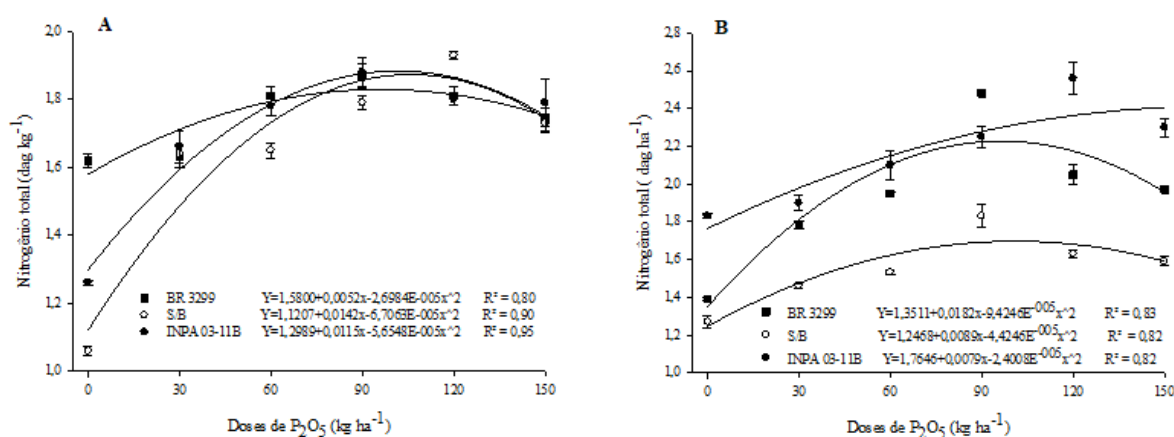 A
Nitrogênio total (dag kg-1)
2,0
1,8
1,6
1,4
1,2
1,0
BR 3299 Y=1,5800+0,0052x-2,6984E-005x^2 R² = 0,80
S/B Y=1,1207+0,0142x-6,7063E-005x^2 R² = 0,90
INPA 03-11B Y=1,2989+0,0115x-5,6548E-005x^2 R² = 0,95
0 30 60 90 120 150
Doses de P2O5 (kg ha-1)
B
Nitrogênio total ( dag ha-1)
2,8
2,6
2,4
2,2
2,0
1,8
1,6
1,4
1,2
1,0
BR 3299 Y=1,3511+0,0182x-9,4246E-005x^2 R² = 0,83
S/B Y=1,2468+0,0089x-4,4246E-005x^2 R² = 0,82
INPA 03-11B Y=1,7646+0,0079x-2,4008E-005x^2 R² = 0,82
0 30 60 90 120 150
Doses de P2O5 (kg ha-1)